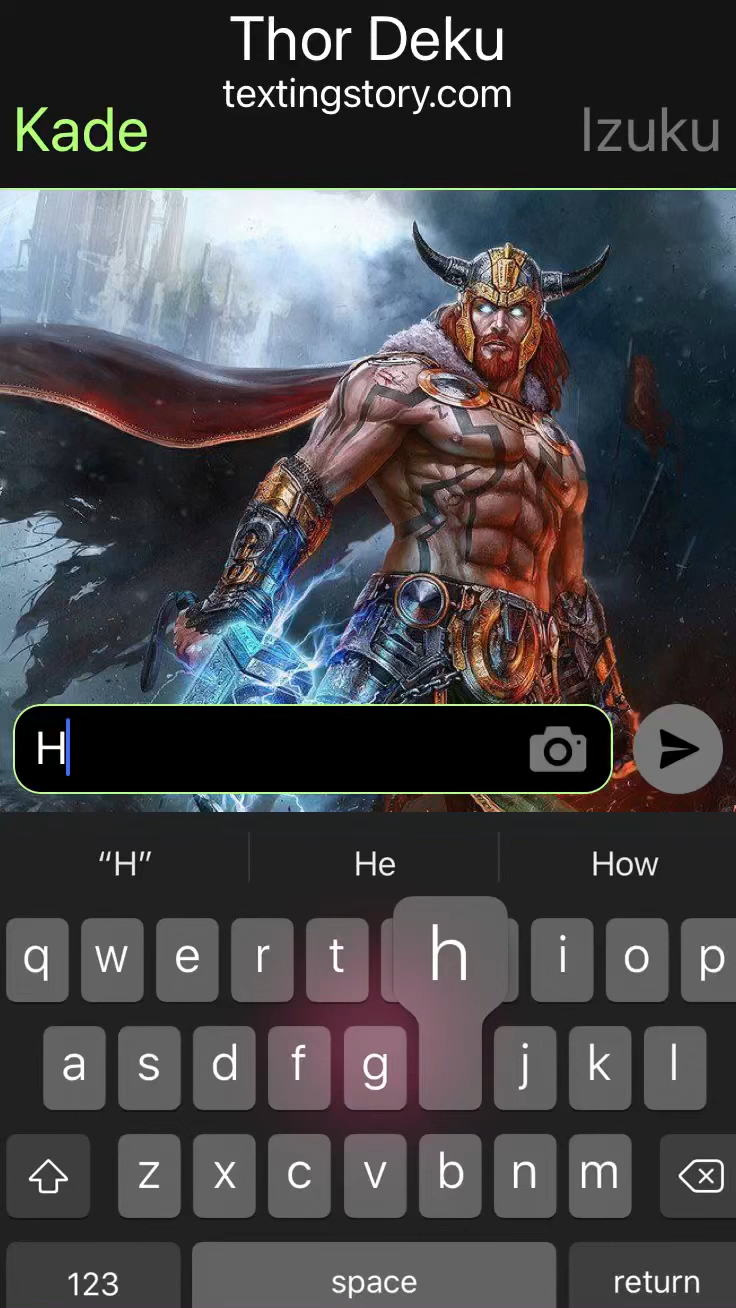 Thor Deku
textingstory.com
Kade Izuku
H
“H” He How
q w e r t h i o p
a s d f g j k l
z x c v b n m
123 space return